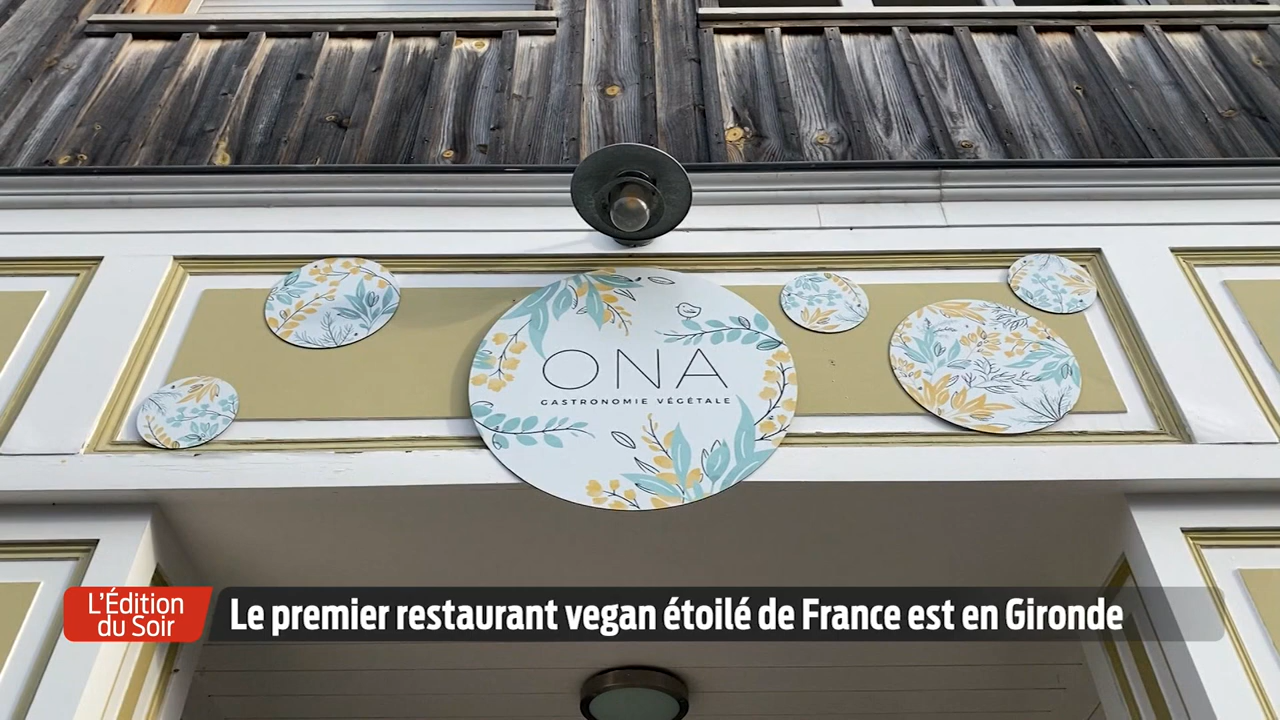 ONA
GASTRONOMIE VÉGÉTALE
L'Édition
du Soir
Le premier restaurant vegan étoilé de France est en Gironde